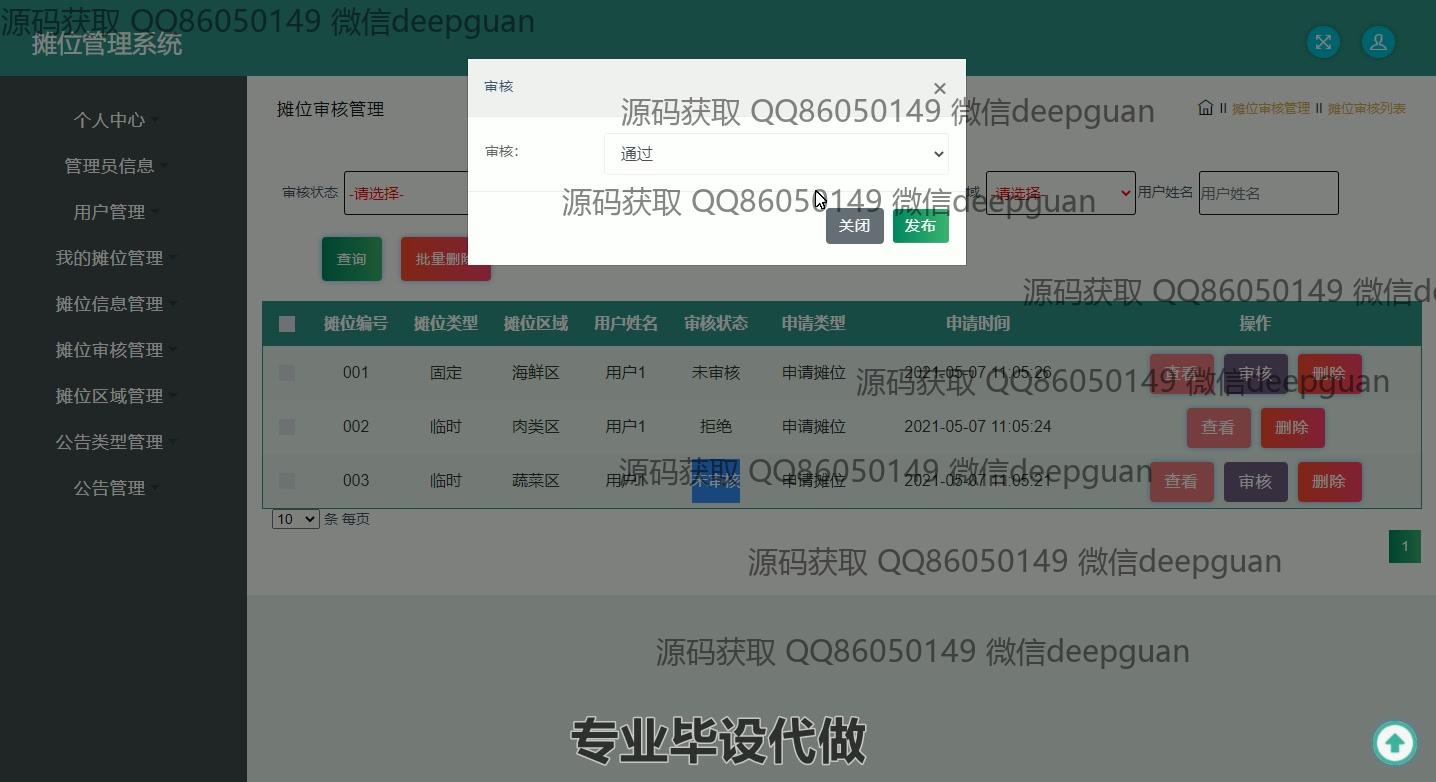 源码获取 QQ86050149 微信deepguan
摊位管理系统
审核
×
源码获取 QQ86050149 微信deepguan
摊位审核管理
摊位审核管理 II 摊位审核列表
个人中心
管理员信息
用户管理
我的摊位管理
摊位信息管理
摊位审核管理
摊位区域管理
公告类型管理
公告管理
审核:
通过
审核状态 -请选择-
域 -请选择- 用户姓名 用户姓名
源码获取 QQ86050149 微信deepguan
关闭 发布
查询 批量删除
源码获取 QQ86050149 微信de
摊位编号 摊位类型 摊位区域 用户姓名 审核状态 申请类型 申请时间 操作
001 固定 海鲜区 用户1 未审核 申请摊位 2021-05-07 11:05:26 查看 审核 删除
源码获取 QQ86050149 微信deepguan
002 临时 肉类区 用户1 拒绝 申请摊位 2021-05-07 11:05:24 查看 删除
源码获取 QQ86050149 微信deepguan
003 临时 蔬菜区 用户1 未审核 申请摊位 2021-05-07 11:05:21 查看 审核 删除
10 条 每页
1
源码获取 QQ86050149 微信deepguan
源码获取 QQ86050149 微信deepguan
专业毕设代做